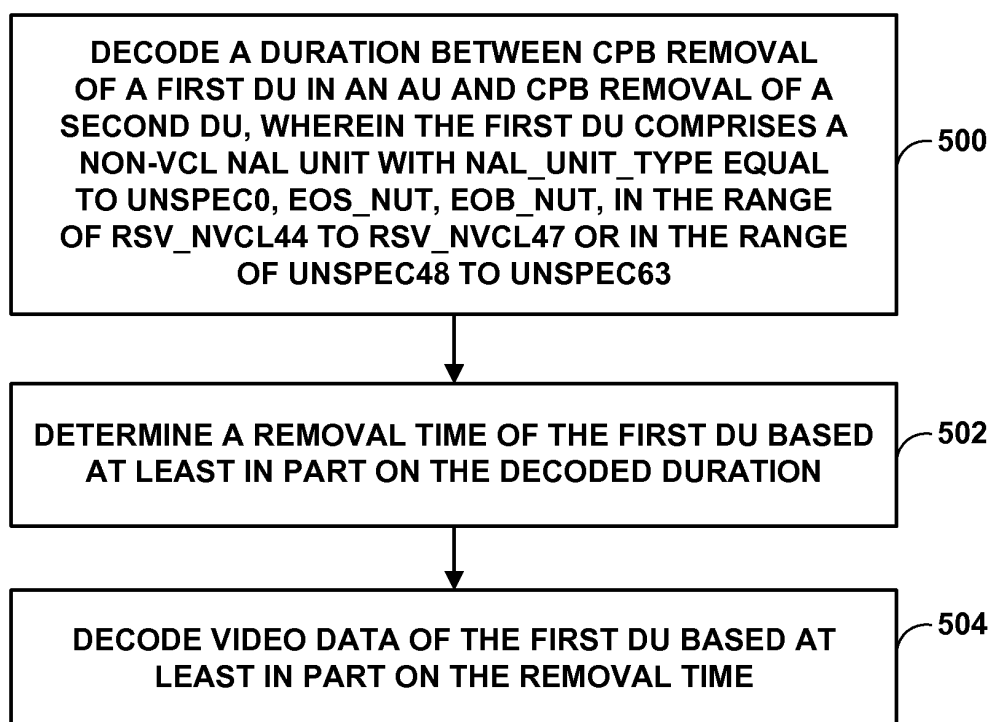 DECODE A DURATION BETWEEN CPB REMOVAL
OF A FIRST DU IN AN AU AND CPB REMOVAL OF A
SECOND DU, WHEREIN THE FIRST DU COMPRISES A
NON-VCL NAL UNIT WITH NAL_UNIT_TYPE EQUAL
TO UNSPEC0, EOS_NUT, EOB_NUT, IN THE RANGE
OF RSV_NVCL44 TO RSV_NVCL47 OR IN THE RANGE
OF UNSPEC48 TO UNSPEC63
500
DETERMINE A REMOVAL TIME OF THE FIRST DU BASED
AT LEAST IN PART ON THE DECODED DURATION
502
DECODE VIDEO DATA OF THE FIRST DU BASED AT
LEAST IN PART ON THE REMOVAL TIME
504